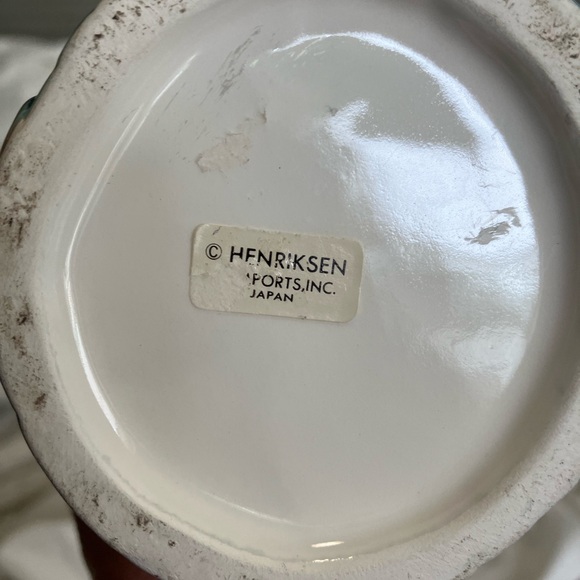 © HENRIKSEN
PORTS, INC.
JAPAN